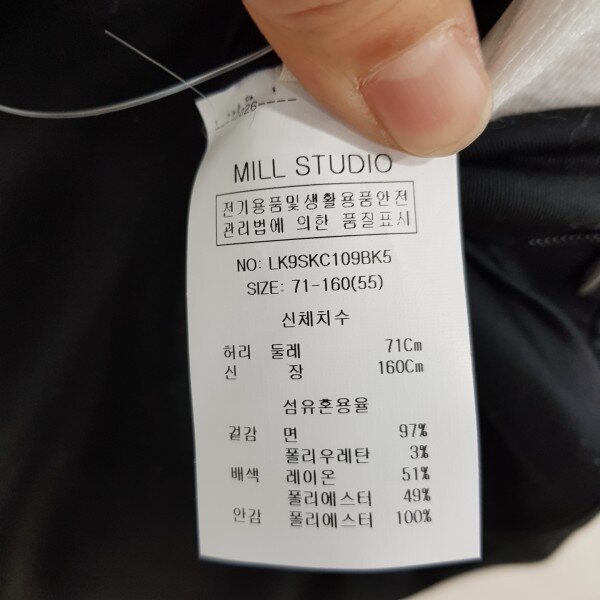 MILL STUDIO
전기용품및생활용품안전
관리법에 의한 품질표시
NO: LK9SKC109BK5
SIZE: 71-160(55)
신체치수
허리 둘레 71Cm
신 장 160Cm
섬유혼용율
겉감 면 97%
폴리우레탄 3%
배색 레이온 51%
폴리에스터 49%
안감 폴리에스터 100%